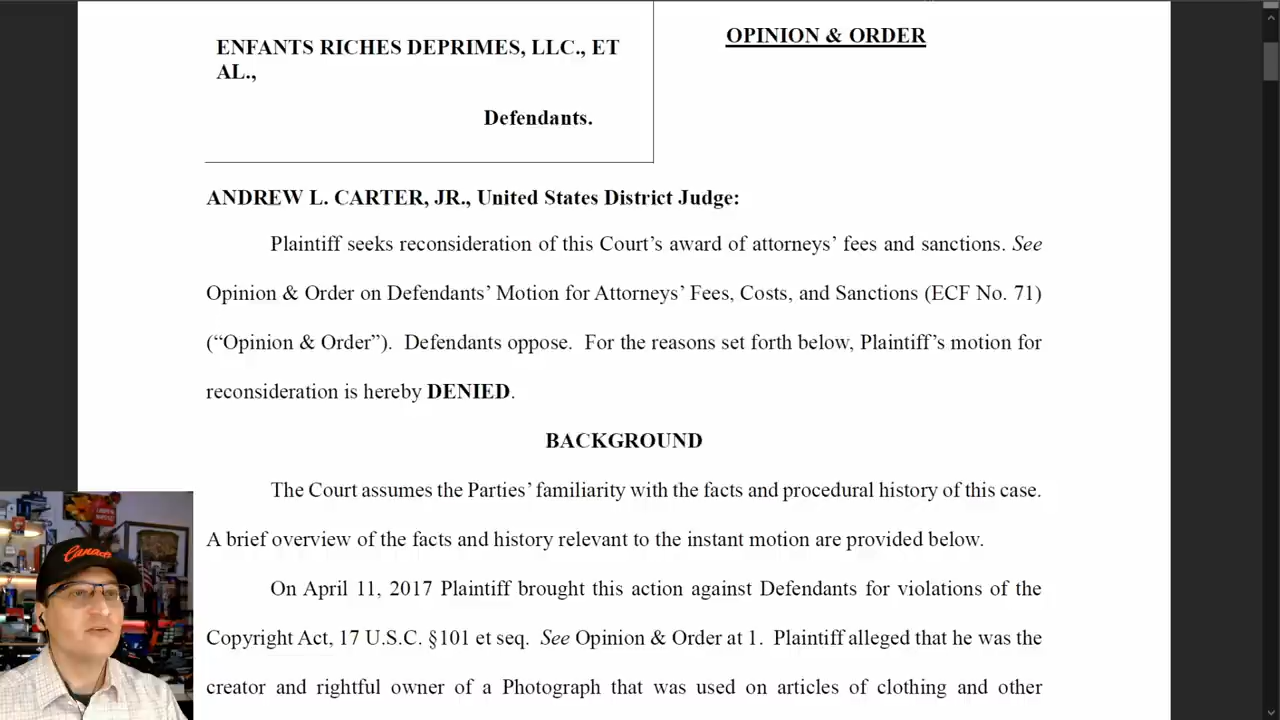 ENFANTS RICHES DEPRIMES, LLC., ET
AL.,
Defendants.
OPINION & ORDER
ANDREW L. CARTER, JR., United States District Judge:
Plaintiff seeks reconsideration of this Court’s award of attorneys’ fees and sanctions. See
Opinion & Order on Defendants’ Motion for Attorneys’ Fees, Costs, and Sanctions (ECF No. 71)
(“Opinion & Order”). Defendants oppose. For the reasons set forth below, Plaintiff’s motion for
reconsideration is hereby DENIED.
BACKGROUND
The Court assumes the Parties’ familiarity with the facts and procedural history of this case.
A brief overview of the facts and history relevant to the instant motion are provided below.
On April 11, 2017 Plaintiff brought this action against Defendants for violations of the
Copyright Act, 17 U.S.C. §101 et seq. See Opinion & Order at 1. Plaintiff alleged that he was the
creator and rightful owner of a Photograph that was used on articles of clothing and other
Canada